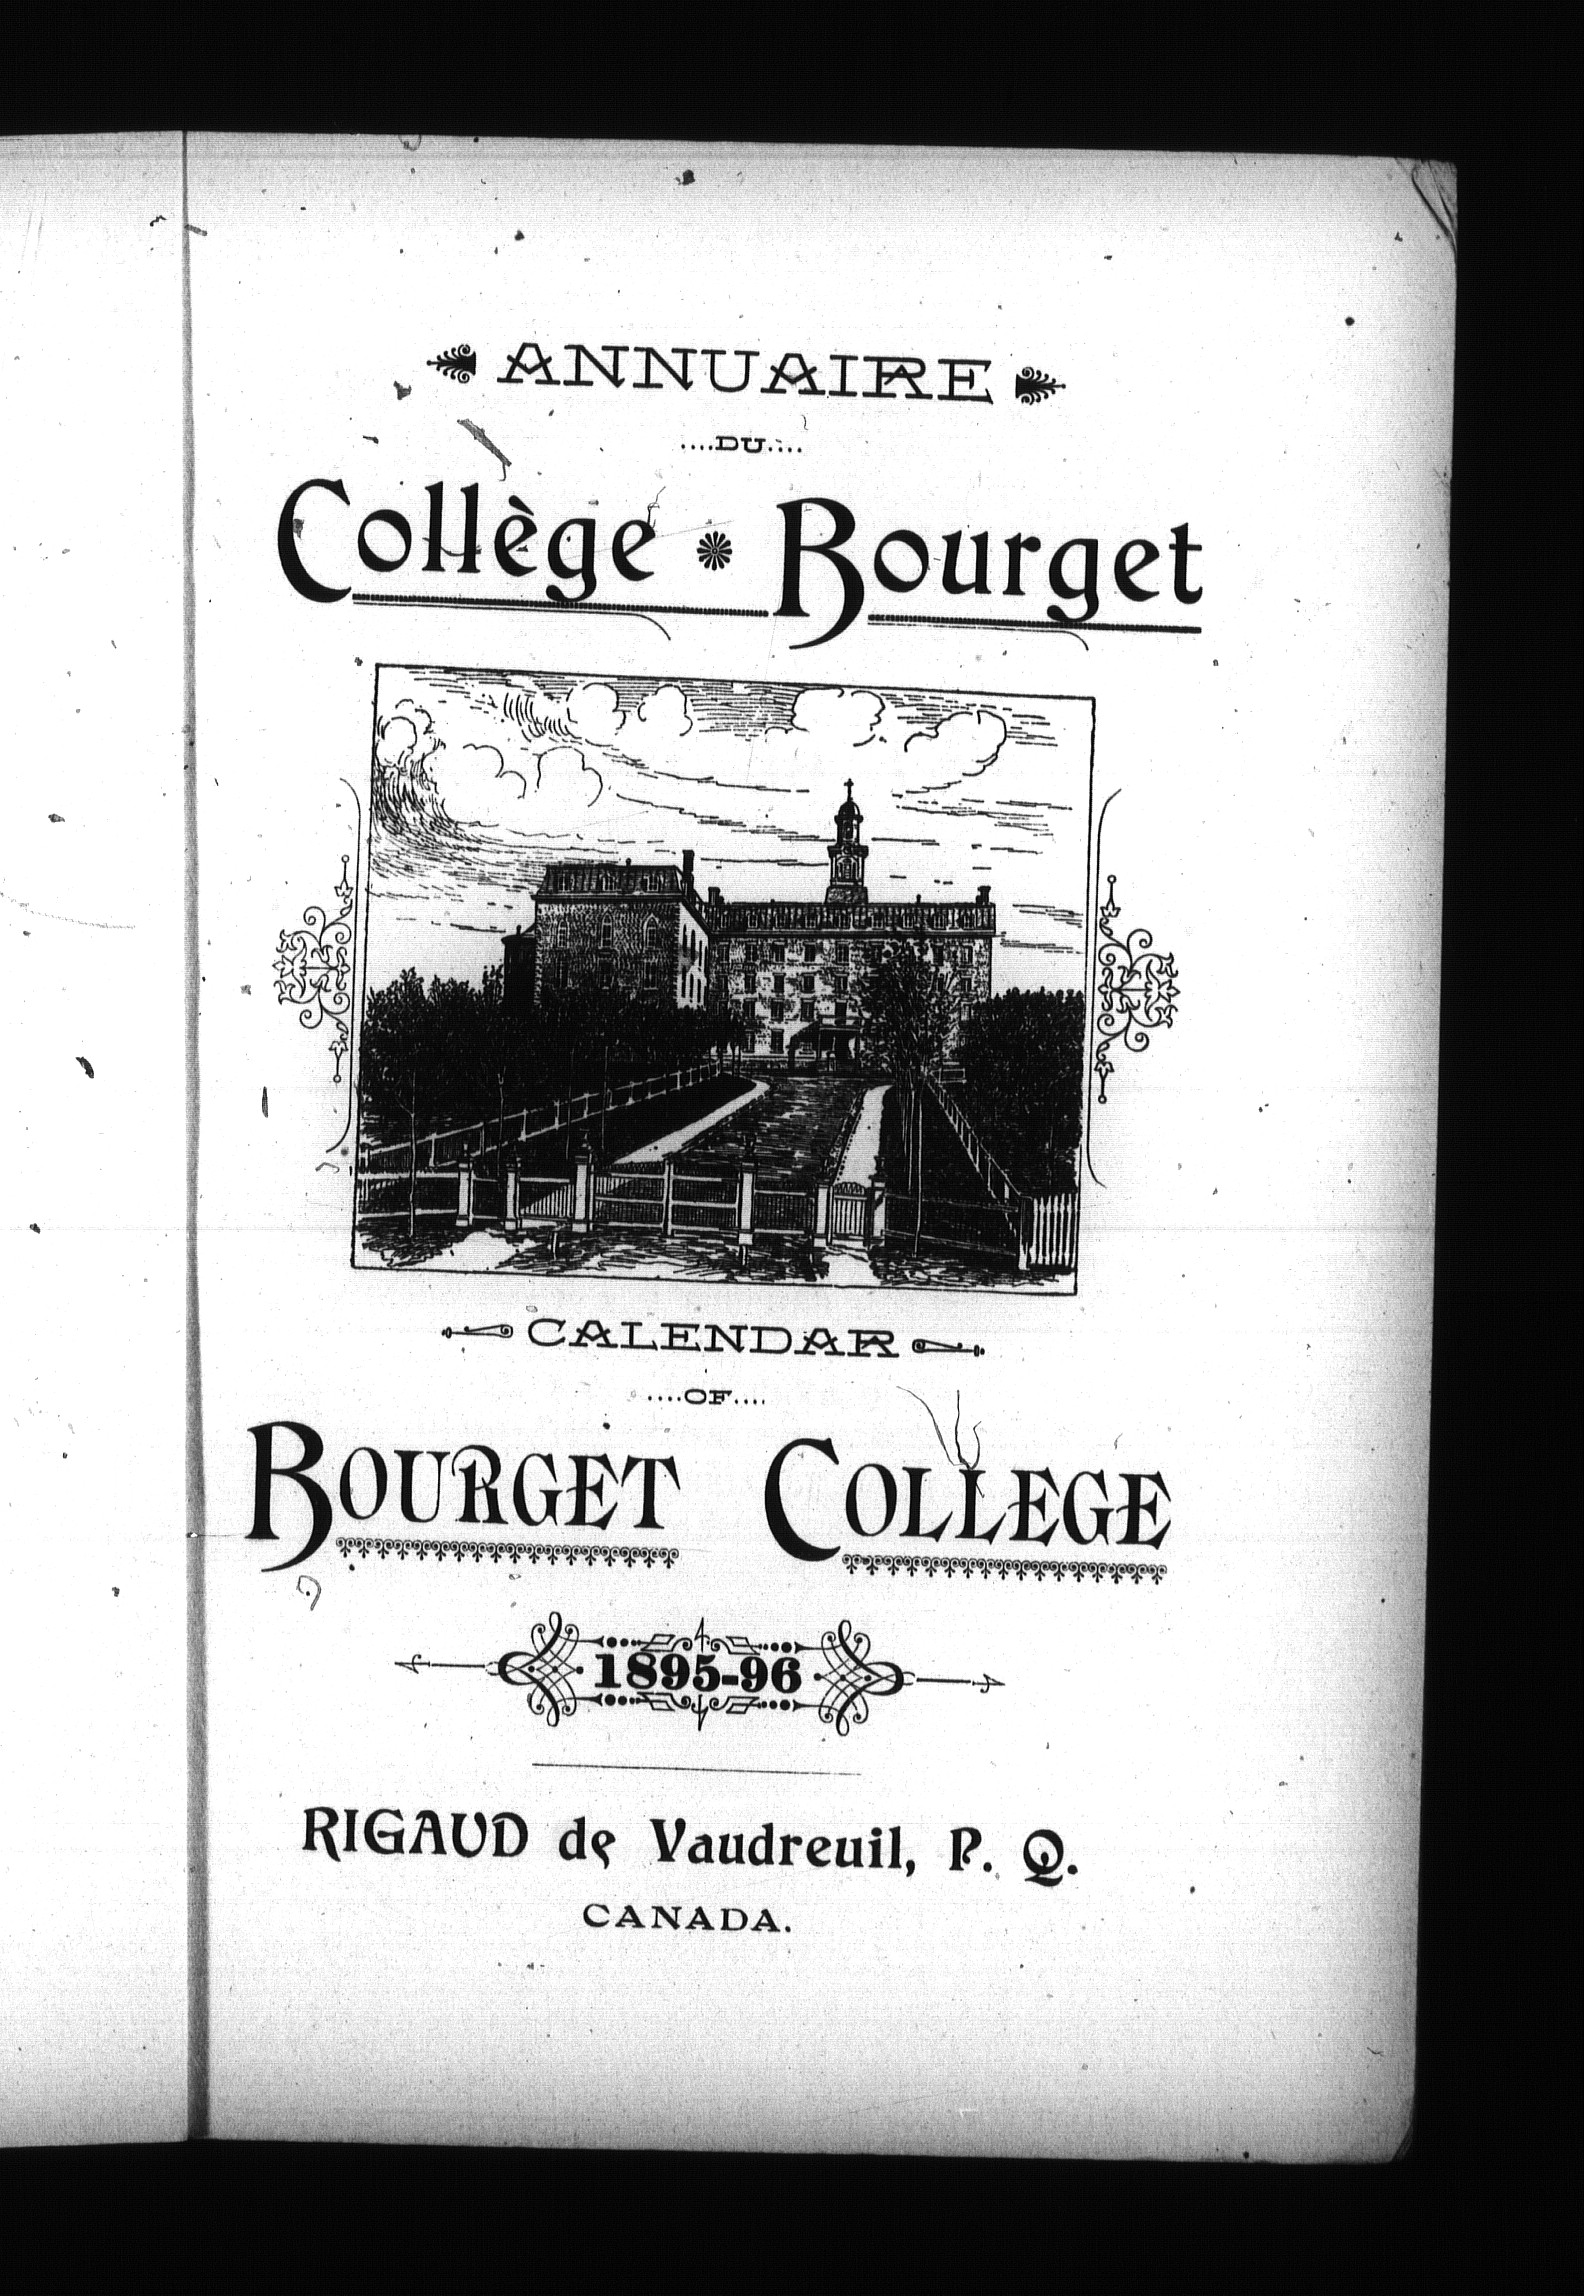 ANNUAIRE
....DU....
Collège Bourget
CALENDAR
....OF....
BOURGET COLLEGE
1895-96
RIGAUD de Vaudreuil, P. Q.
CANADA.